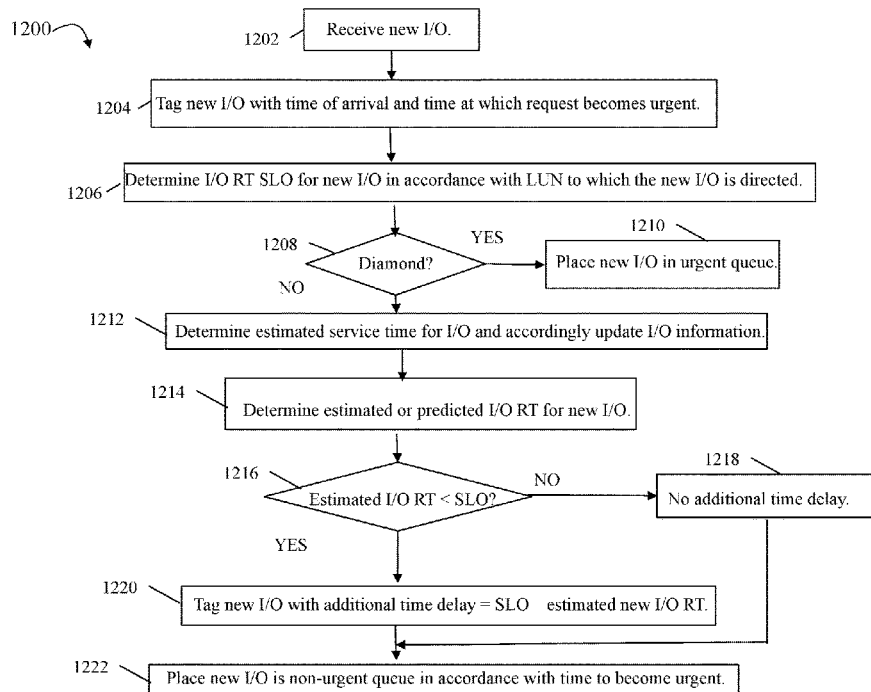 1200
1202
Receive new I/O.
1204
Tag new I/O with time of arrival and time at which request becomes urgent.
1206
Determine I/O RT SLO for new I/O in accordance with LUN to which the new I/O is directed.
1208
Diamond?
YES
NO
1210
Place new I/O in urgent queue.
1212
Determine estimated service time for I/O and accordingly update I/O information.
1214
Determine estimated or predicted I/O RT for new I/O.
1216
Estimated I/O RT < SLO?
NO
YES
1218
No additional time delay.
1220
Tag new I/O with additional time delay = SLO estimated new I/O RT.
1222
Place new I/O is non-urgent queue in accordance with time to become urgent.